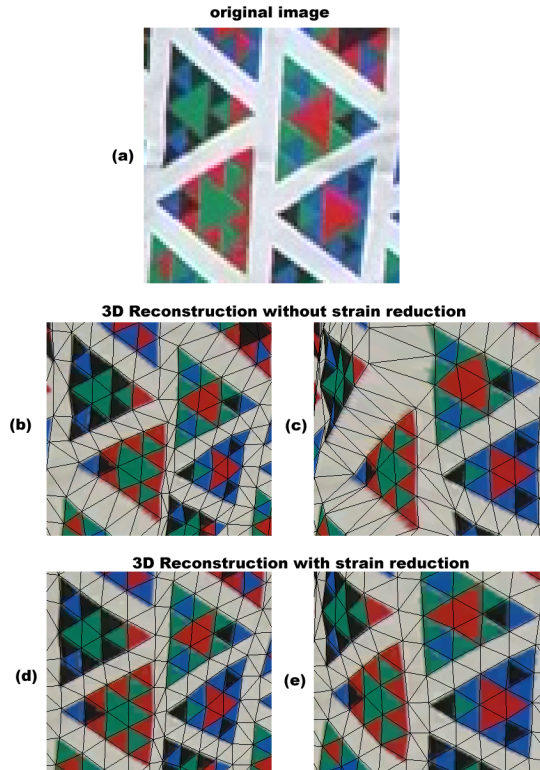 original image
(a)
3D Reconstruction without strain reduction
(b)
(c)
3D Reconstruction with strain reduction
(d)
(e)